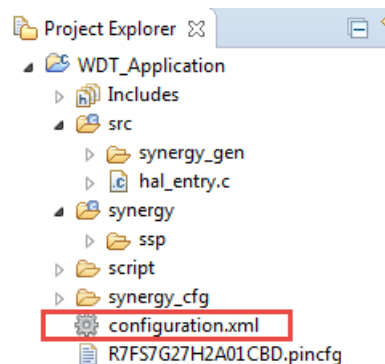 Project Explorer
WDT_Application
Includes
src
synergy_gen
hal_entry.c
synergy
ssp
script
synergy_cfg
configuration.xml
R7FS7G27H2A01CBD.pincfg